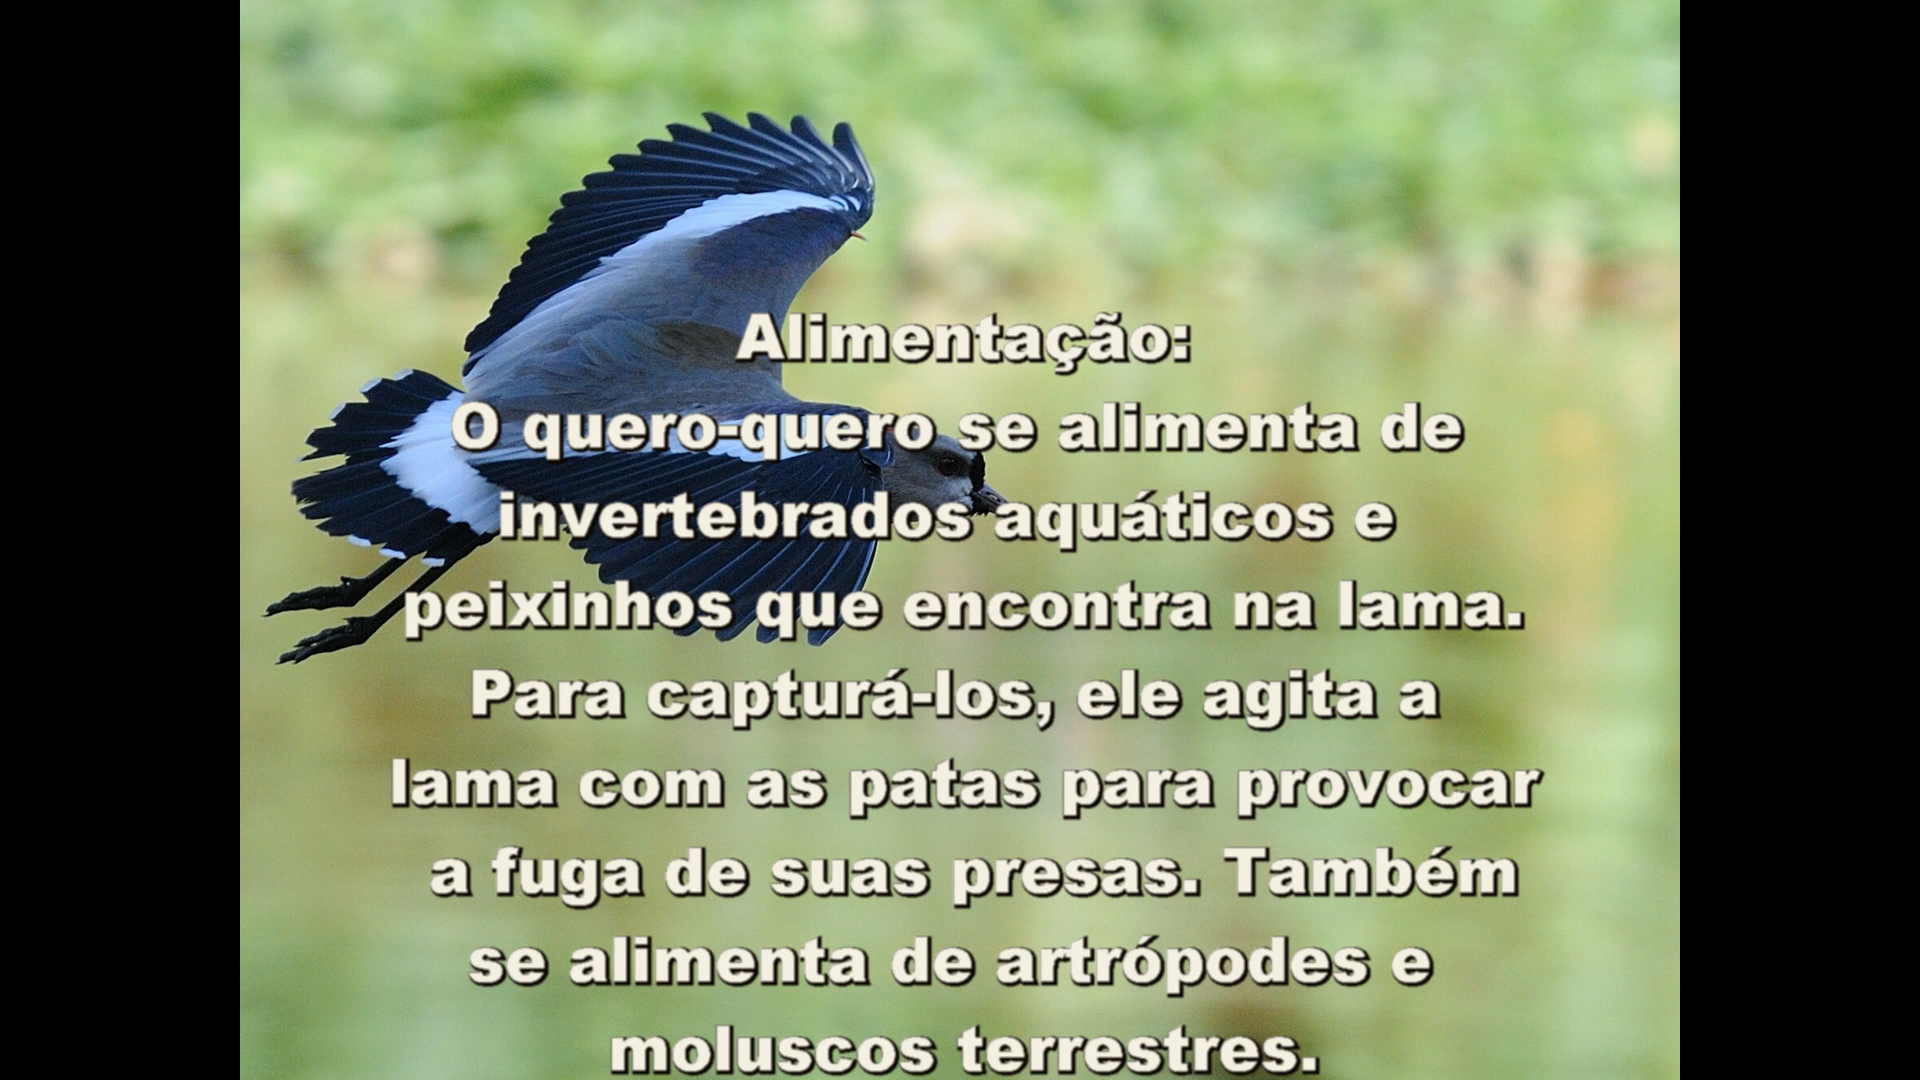 Alimentação:
O quero-quero se alimenta de
invertebrados aquáticos e
peixinhos que encontra na lama.
Para capturá-los, ele agita a
lama com as patas para provocar
a fuga de suas presas. Também
se alimenta de artrópodes e
moluscos terrestres.